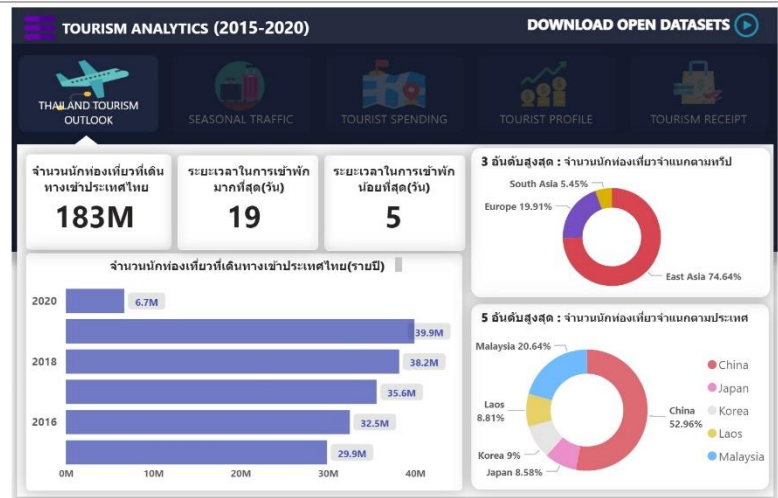 TOURISM ANALYTICS (2015-2020)
DOWNLOAD OPEN DATASETS
THAILAND TOURISM
OUTLOOK
SEASONAL TRAFFIC
TOURIST SPENDING
TOURIST PROFILE
TOURISM RECEIPT
จำนวนนักท่องเที่ยวที่เดิน
ทางเข้าประเทศไทย
183M
ระยะเวลาในการเข้าพัก
มากที่สุด(วัน)
19
ระยะเวลาในการเข้าพัก
น้อยที่สุด(วัน)
5
3 อันดับสูงสุด : จำนวนนักท่องเที่ยวจำแนกตามทวีป
South Asia 5.45%
Europe 19.91%
East Asia 74.64%
จำนวนนักท่องเที่ยวที่เดินทางเข้าประเทศไทย(รายปี)
2020
6.7M
39.9M
2018
38.2M
35.6M
2016
32.5M
29.9M
0M 10M 20M 30M 40M
5 อันดับสูงสุด : จำนวนนักท่องเที่ยวจำแนกตามประเทศ
Malaysia 20.64%
Laos
8.81%
Korea 9%
Japan 8.58%
China
52.96%
China
Japan
Korea
Laos
Malaysia